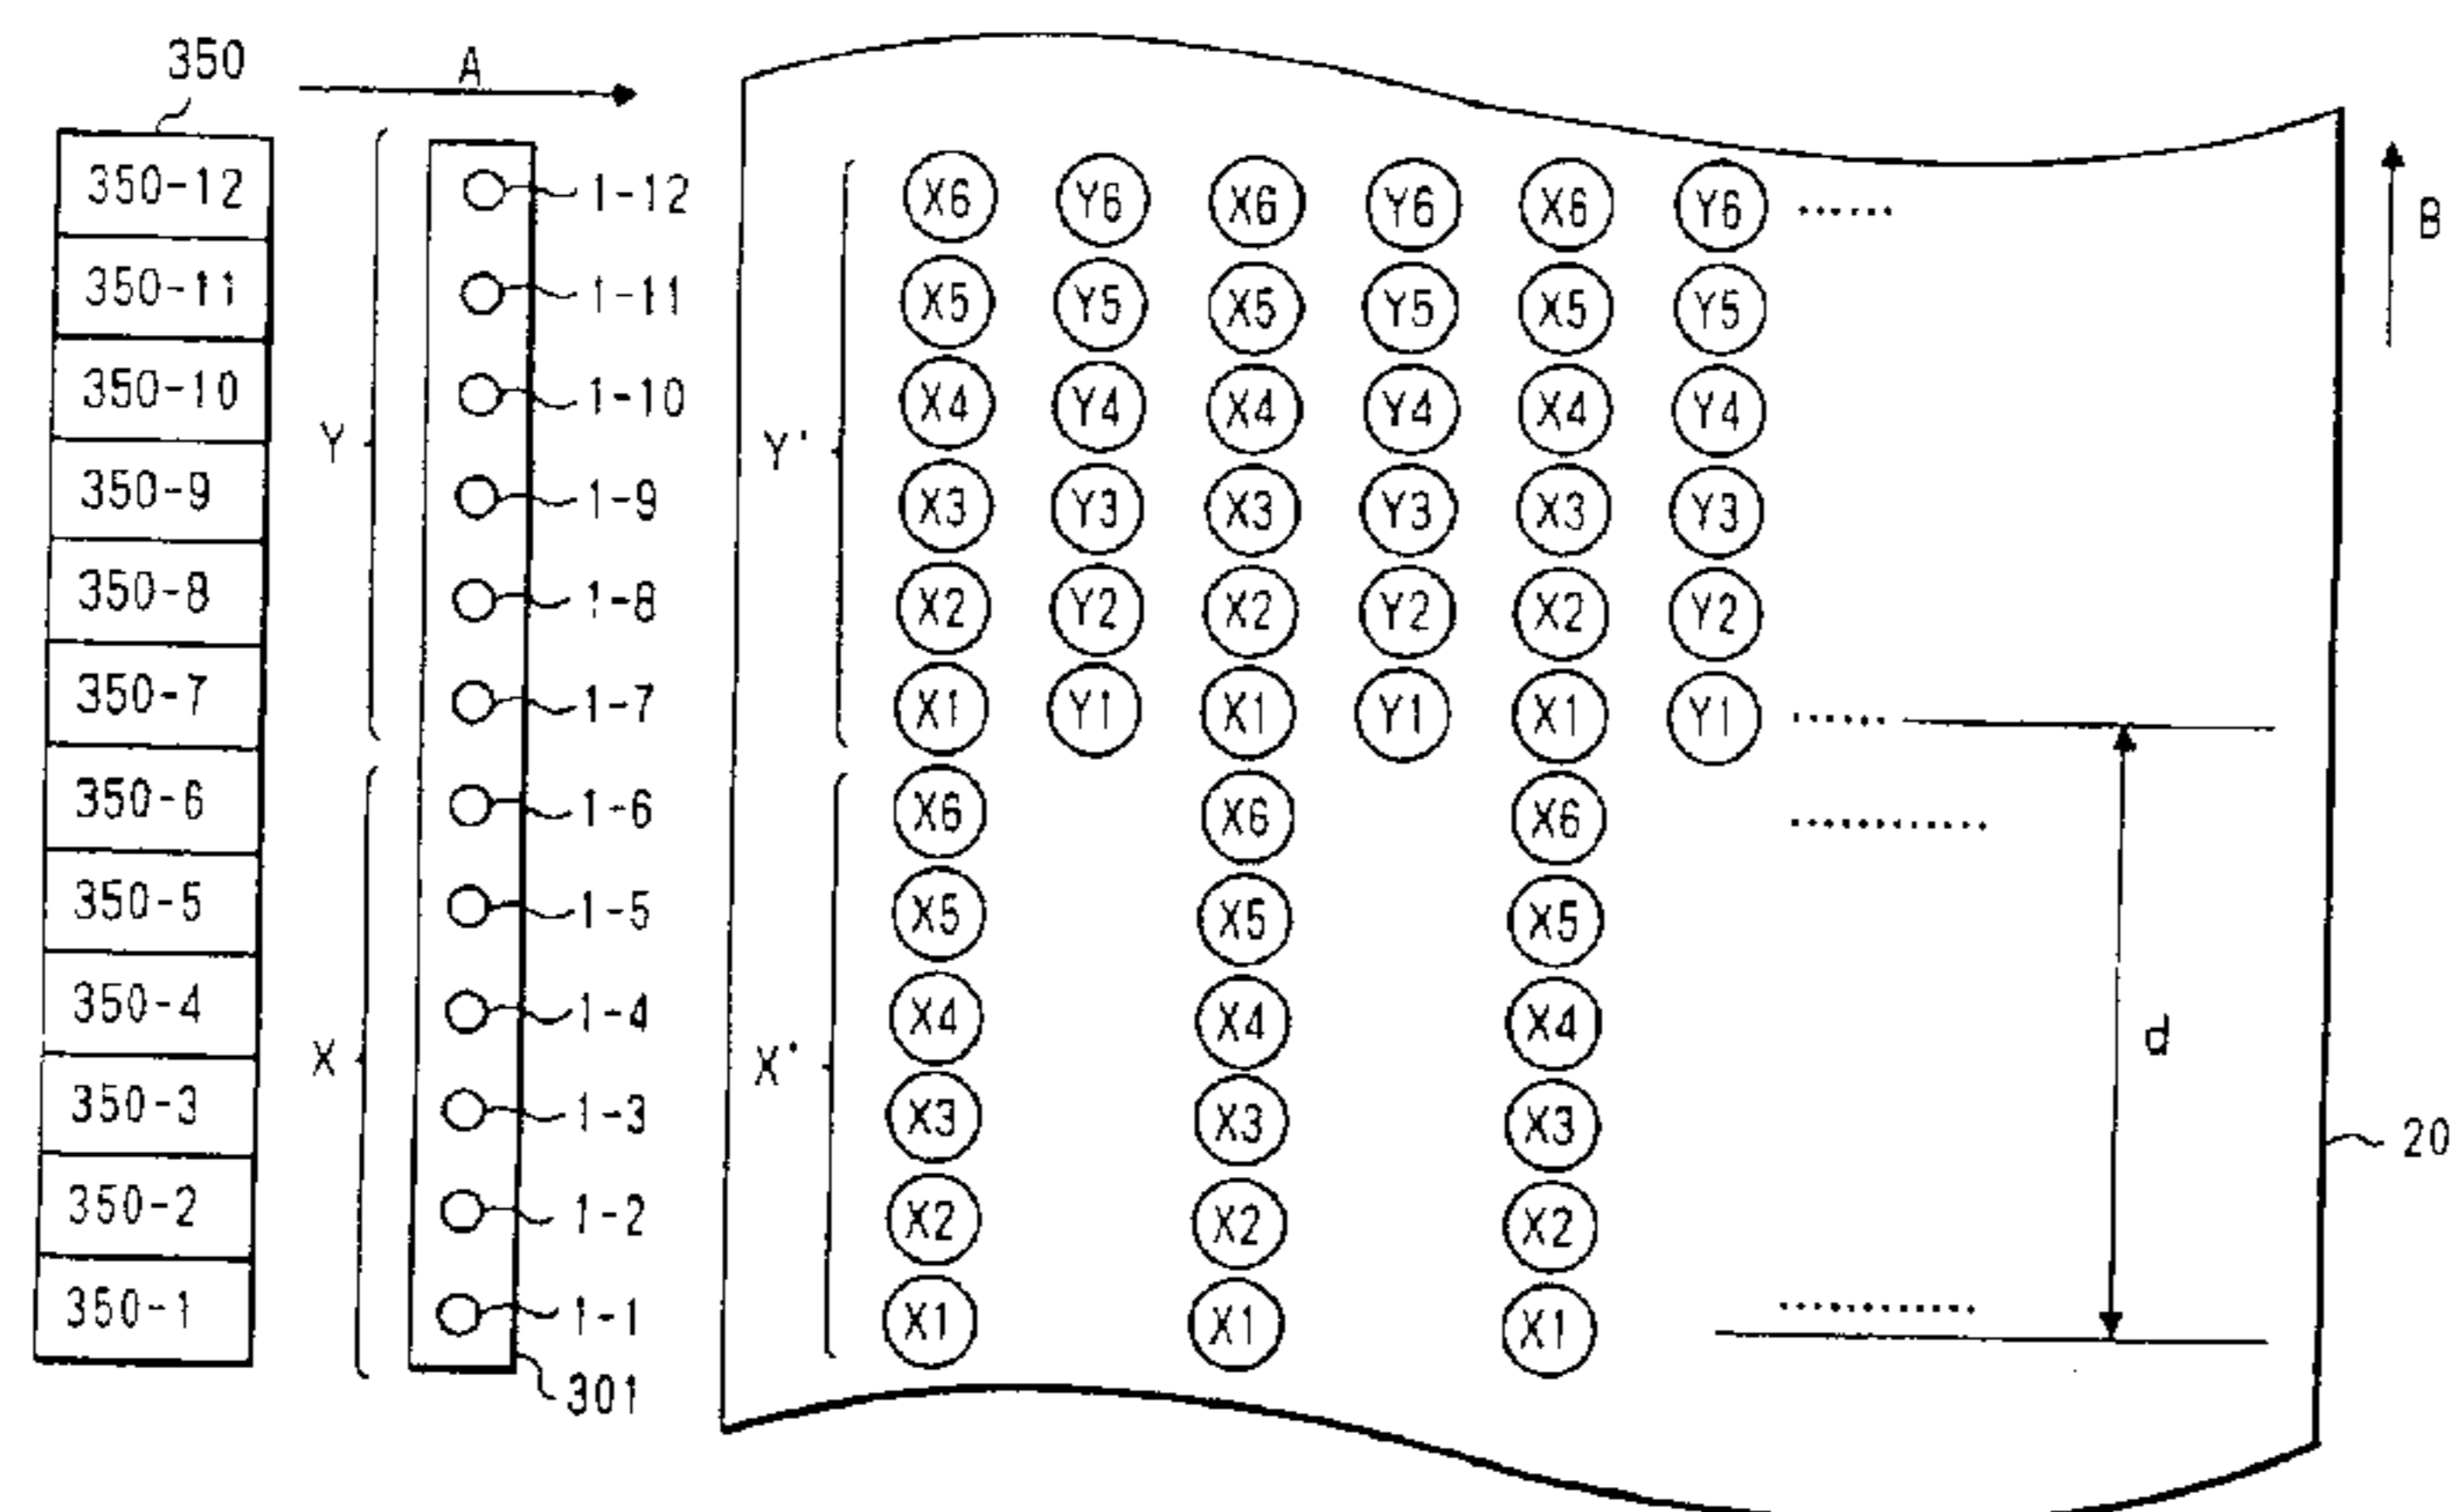 350
A
350-12
1-12
X6 Y6 X6 Y6 X6 Y6
B
350-11
1-11
X5 Y5 X5 Y5 X5 Y5
350-10
1-10
X4 Y4 X4 Y4 X4 Y4
Y
Y'
350-9
1-9
X3 Y3 X3 Y3 X3 Y3
350-8
1-8
X2 Y2 X2 Y2 X2 Y2
350-7
1-7
X1 Y1 X1 Y1 X1 Y1
350-6
1-6
X6 X6 X6
350-5
1-5
X5 X5 X5
350-4
1-4
X4 X4 X4
d
X
X'
350-3
1-3
X3 X3 X3
20
350-2
1-2
X2 X2 X2
350-1
1-1
X1 X1 X1
301